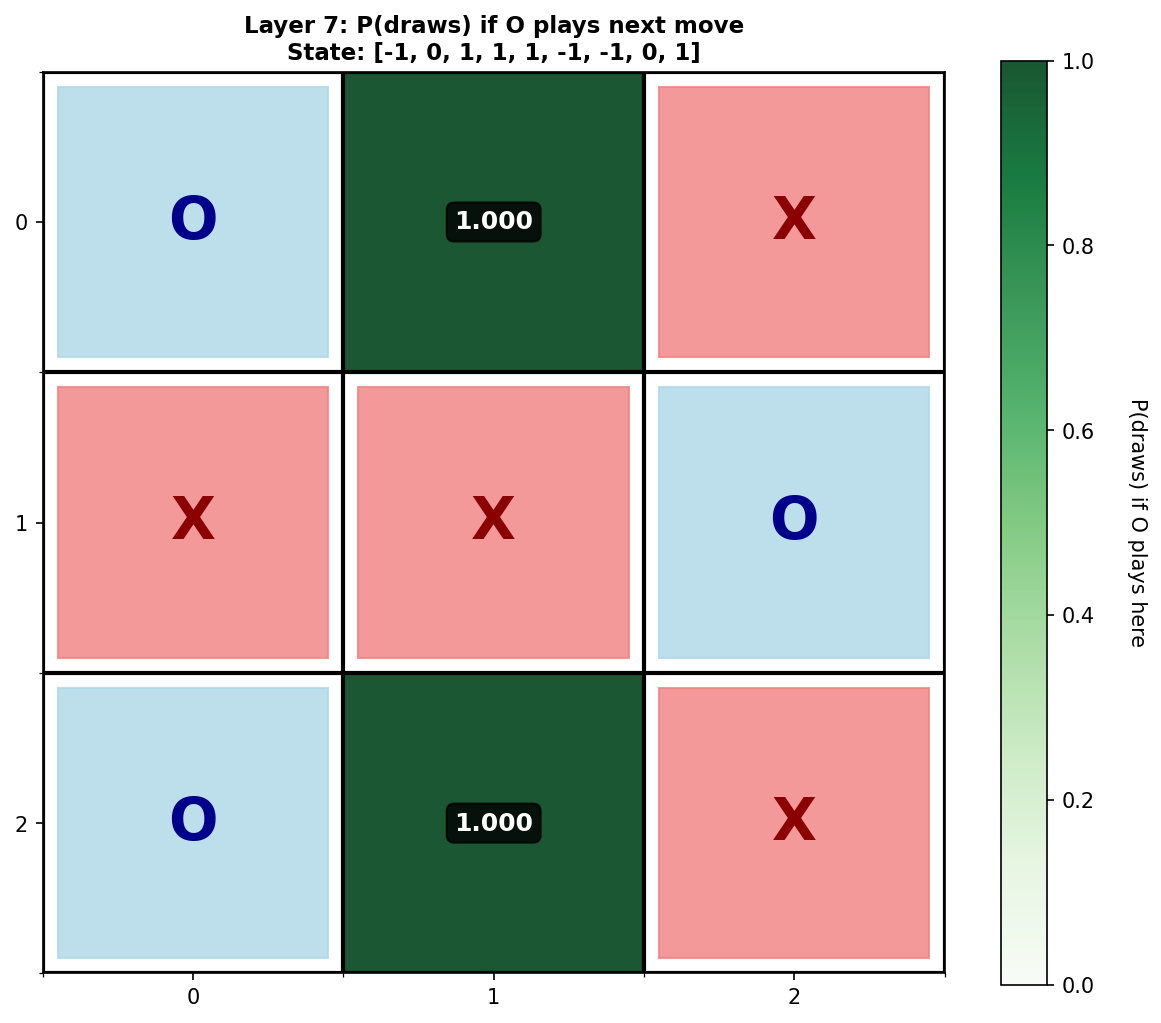 Layer 7: P(draws) if O plays next move
State: [-1, 0, 1, 1, 1, -1, -1, 0, 1]
O
1.000
X
X
X
O
O
1.000
X
0
1
2
0
1
2
1.0
0.8
0.6
0.4
0.2
0.0
P(draws) if O plays here